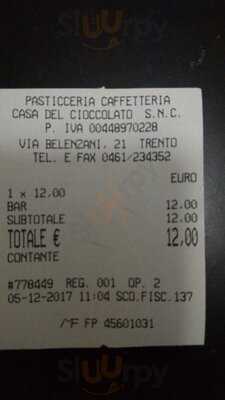 Sluurpy
PASTICCERIA CAFFETTERIA
CASA DEL CIOCCOLATO S.N.C.
P. IVA 00448970228
VIA BELENZANI, 21 TRENTO
TEL. E FAX 0461/234352
EURO
1 x 12.00
BAR 12.00
SUBTOTALE 12.00
TOTALE € 12,00
CONTANTE
#778449 REG. 001 OP. 2
05-12-2017 11:04 SCO.FISC.137
FP 45601031
Sluurpy